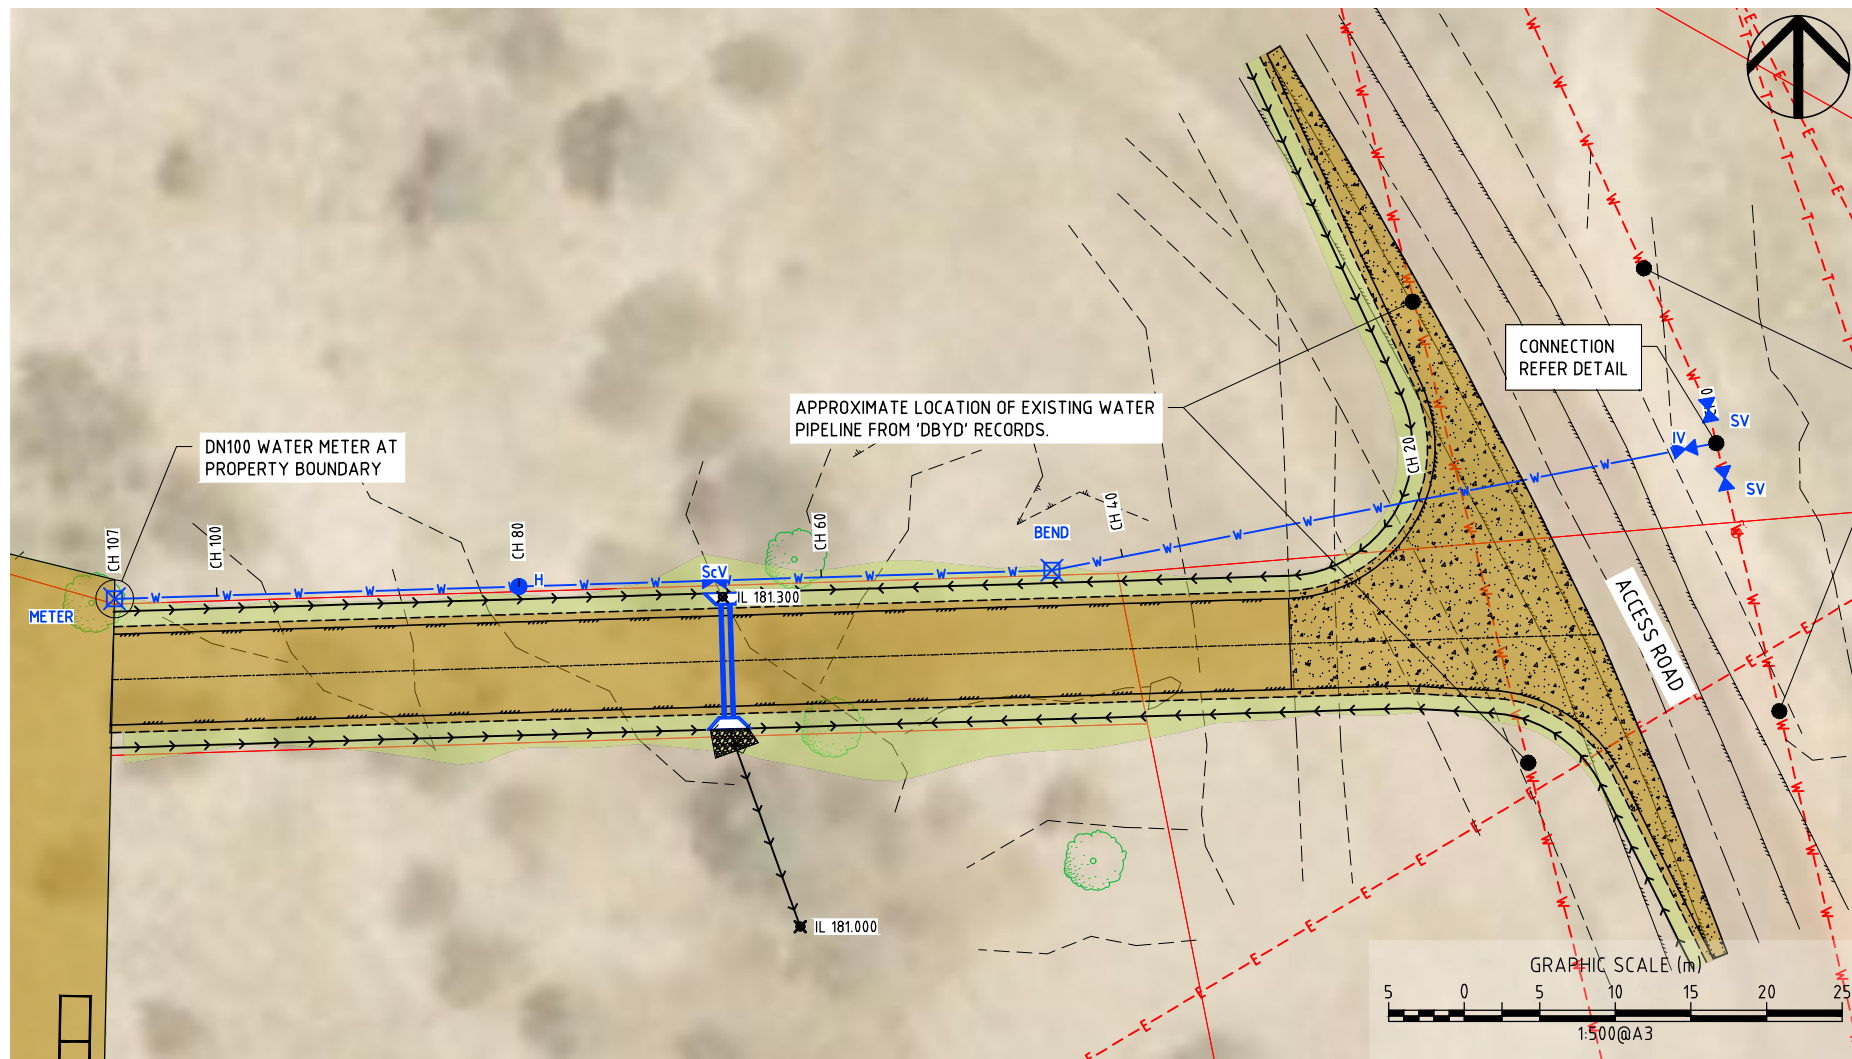 CONNECTION
REFER DETAIL
APPROXIMATE LOCATION OF EXISTING WATER
PIPELINE FROM 'DBYD' RECORDS.
DN100 WATER METER AT
PROPERTY BOUNDARY
SV
IV
SV
CH 20
CH 40
BEND
CH 60
CH 80
CH 100
CH 107
H
ScV
IL 181.300
METER
ACCESS ROAD
IL 181.000
GRAPHIC SCALE (m)
5 0 5 10 15 20 25
1:500@A3